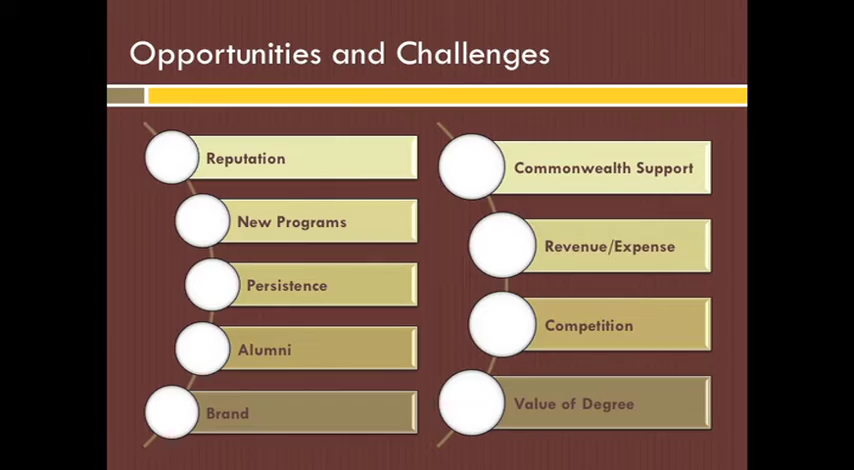 Opportunities and Challenges
Reputation
New Programs
Persistence
Alumni
Brand
Commonwealth Support
Revenue/Expense
Competition
Value of Degree